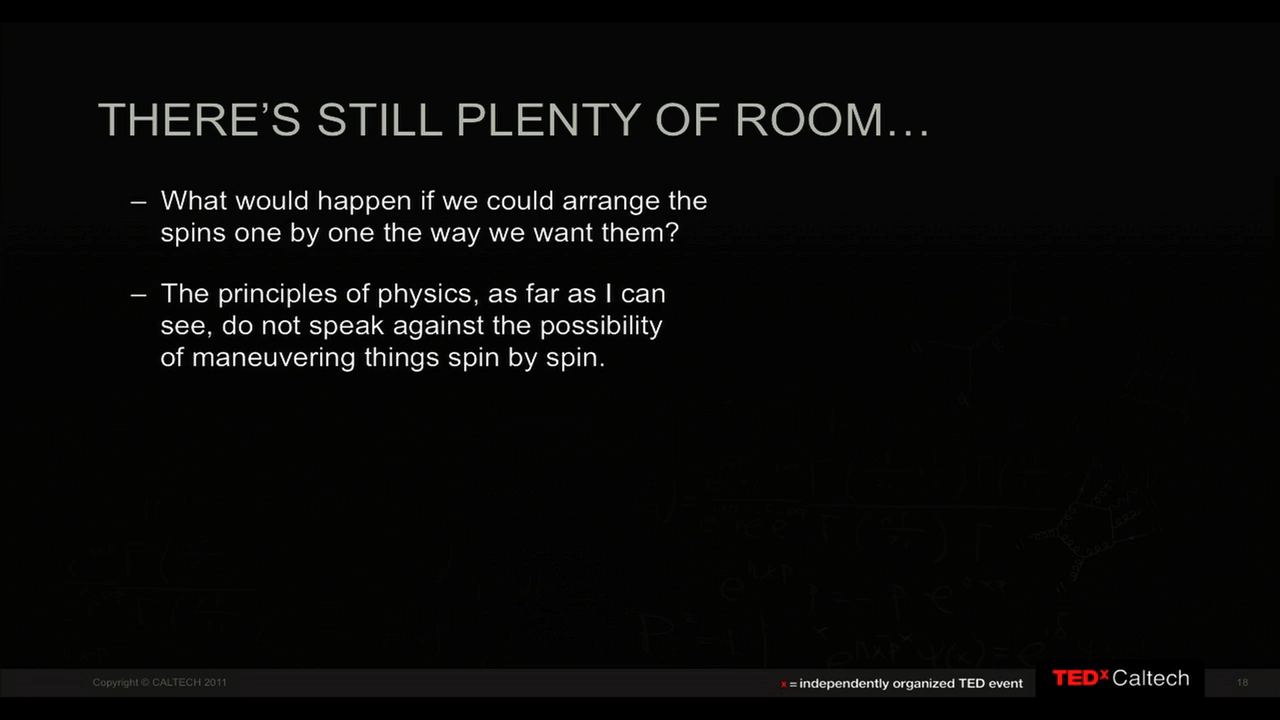 THERE'S STILL PLENTY OF ROOM…
– What would happen if we could arrange the
spins one by one the way we want them?
– The principles of physics, as far as I can
see, do not speak against the possibility
of maneuvering things spin by spin.
Copyright © CALTECH 2011
x = independently organized TED event
TEDxCaltech
18